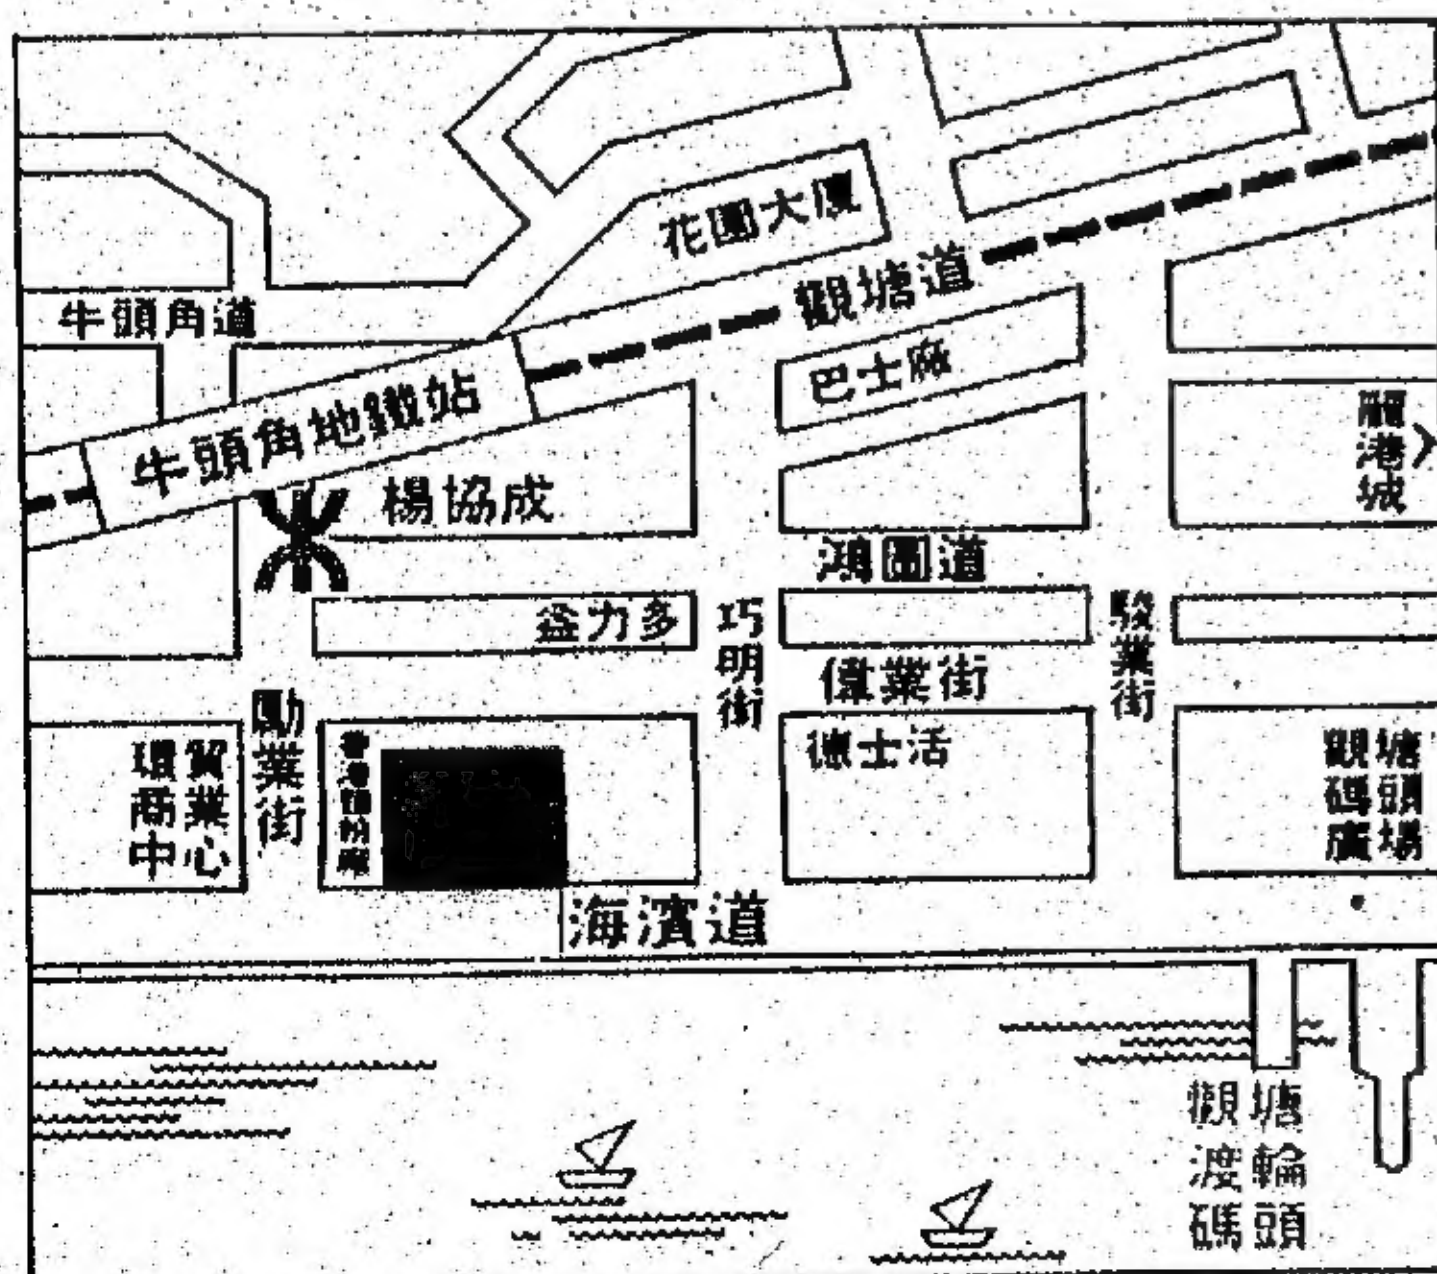 花園大厦
觀塘道
牛頭角道
巴士廠
牛頭角地鐵站
麗港城
楊協成
鴻圖道
益力多
巧明街
駿業街
偉業街
勵業街
德士活
環貿
商業
中心
觀塘
碼頭
廣場
海濱道
觀塘
渡輪
碼頭